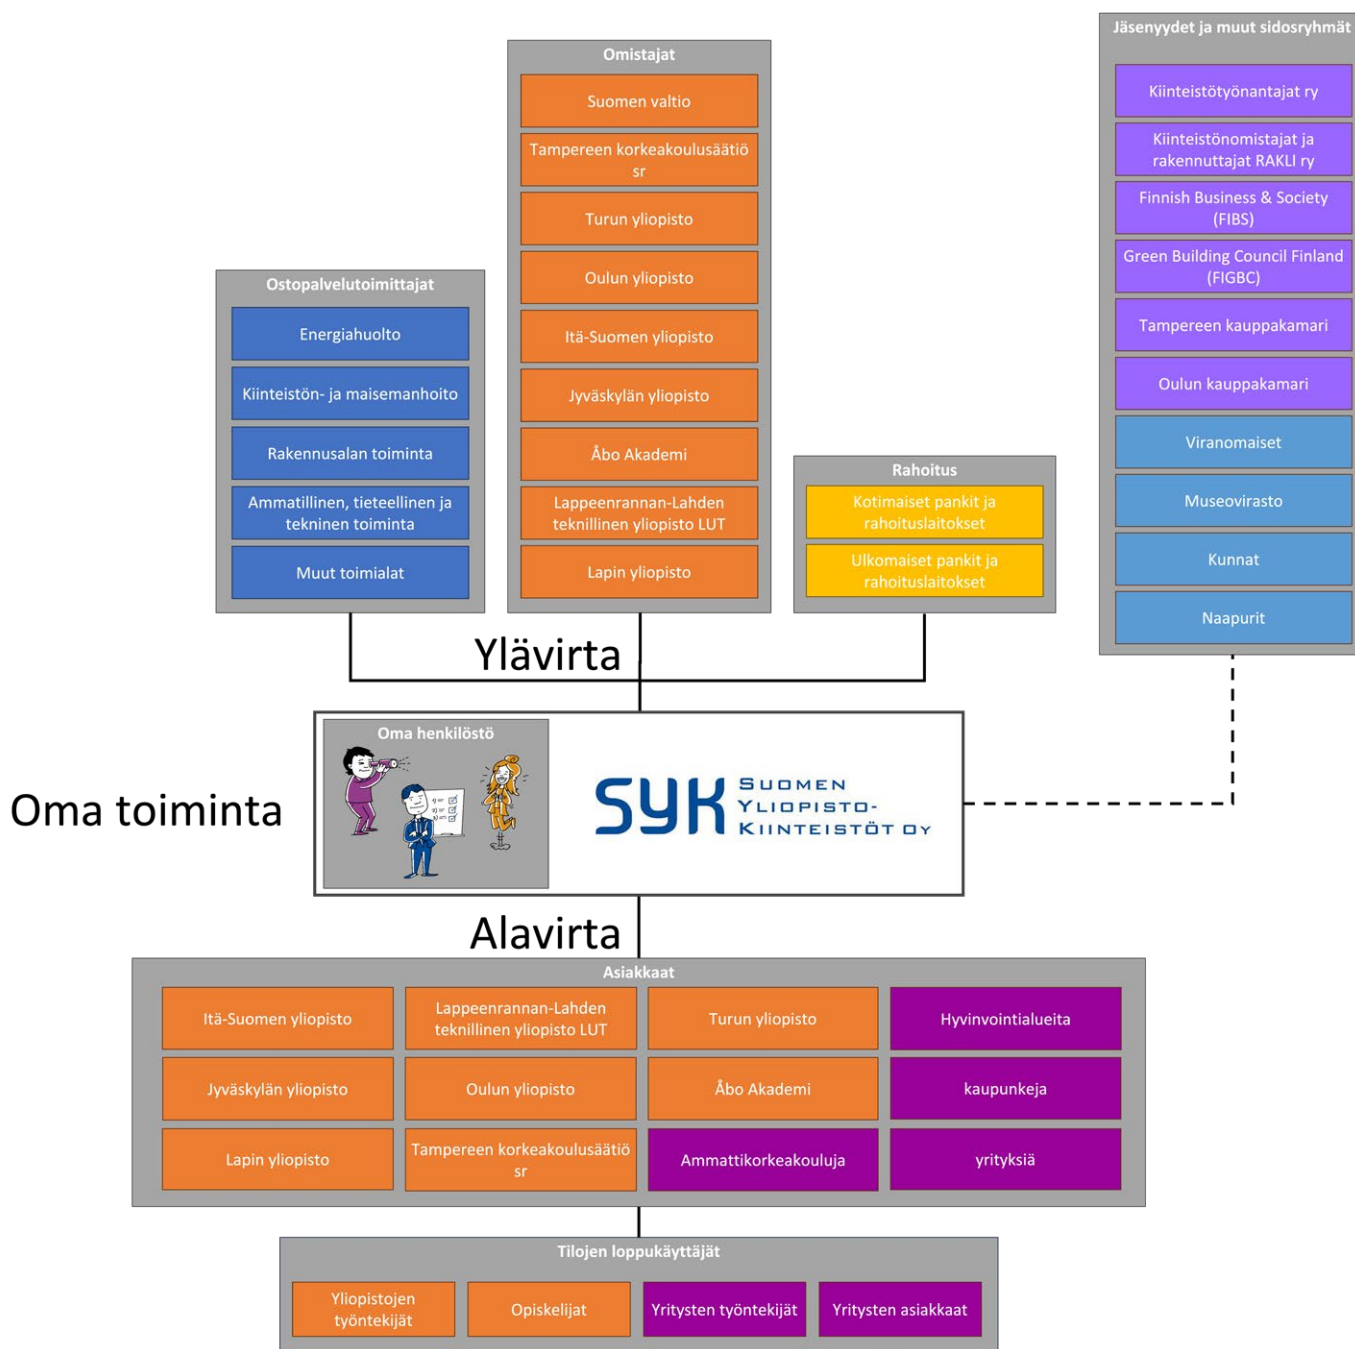 Jäsenyydet ja muut sidosryhmät
Kiinteistötyönantajat ry
Kiinteistönomistajat ja
rakennuttajat RAKLI ry
Finnish Business & Society
(FIBS)
Green Building Council Finland
(FIGBC)
Tampereen kauppakamari
Oulun kauppakamari
Viranomaiset
Museovirasto
Kunnat
Naapurit
Omistajat
Suomen valtio
Tampereen korkeakoulusäätiö
sr
Turun yliopisto
Oulun yliopisto
Itä-Suomen yliopisto
Jyväskylän yliopisto
Åbo Akademi
Lappeenrannan-Lahden
teknillinen yliopisto LUT
Lapin yliopisto
Ostopalvelutoimittajat
Energiahuolto
Kiinteistön- ja maisemanhoito
Rakennusalan toiminta
Ammatillinen, tieteellinen ja
tekninen toiminta
Muut toimialat
Rahoitus
Kotimaiset pankit ja
rahoituslaitokset
Ulkomaiset pankit ja
rahoituslaitokset
Ylävirta
Oma toiminta
Oma henkilöstö
1)
2)
3)
SYK
SUOMEN
YLIOPISTO-
KIINTEISTÖT OY
Alavirta
Asiakkaat
Itä-Suomen yliopisto
Lappeenrannan-Lahden
teknillinen yliopisto LUT
Turun yliopisto
Hyvinvointialueita
Jyväskylän yliopisto
Oulun yliopisto
Åbo Akademi
kaupunkeja
Lapin yliopisto
Tampereen korkeakoulusäätiö
sr
Ammattikorkeakouluja
yrityksiä
Tilojen loppukäyttäjät
Yliopistojen
työntekijät
Opiskelijat
Yritysten työntekijät
Yritysten asiakkaat